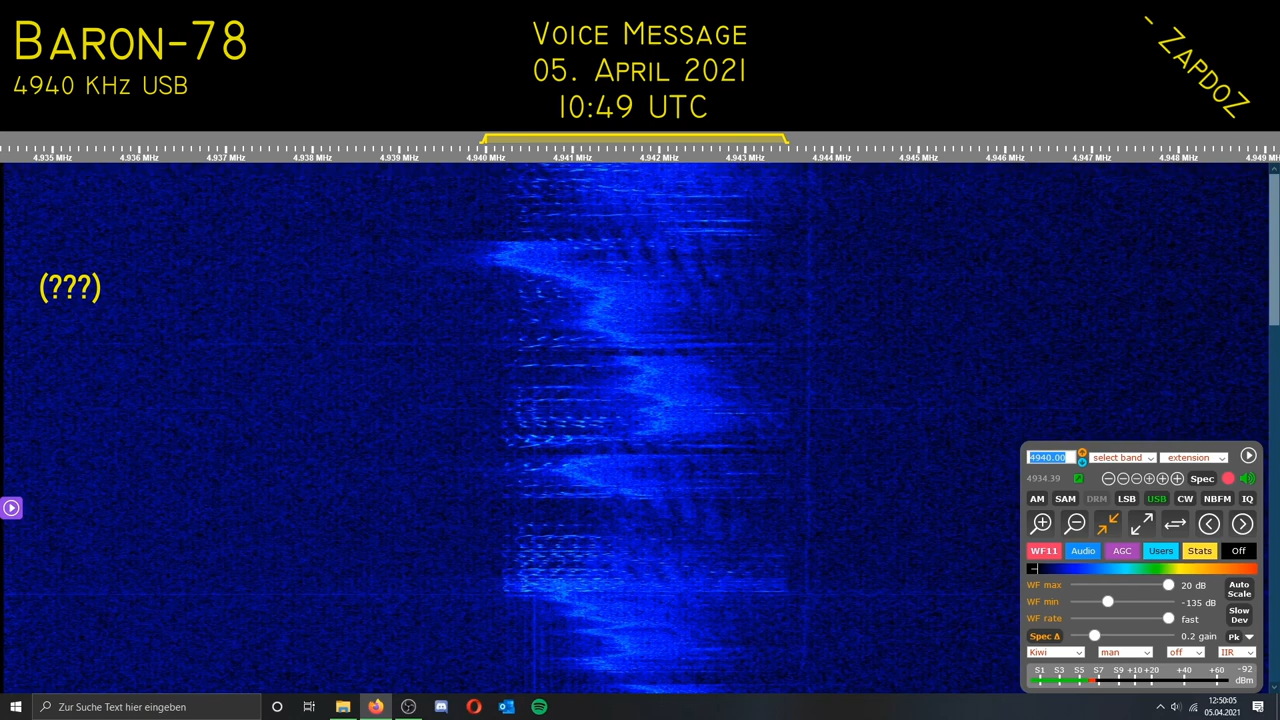 BARON-78
4940 KHz USB
VOICE MESSAGE
05. APRIL 2021
10:49 UTC
- ZAPDOZ
4.935 MHz 4.936 MHz 4.937 MHz 4.938 MHz 4.939 MHz 4.940 MHz 4.941 MHz 4.942 MHz 4.943 MHz 4.944 MHz 4.945 MHz 4.946 MHz 4.947 MHz 4.948 MHz 4.949 M
(???)
4940.00 select band extension
4934.39 Spec
AM SAM DRM LSB USB CW NBFM IQ
WF11 Audio AGC Users Stats Off
WF max 20 dB Auto Scale
WF min -135 dB
WF rate fast Slow Dev
Spec Δ 0.2 gain Pk
Kiwi man off IIR
S1 S3 S5 S7 S9 +10 +20 +40 +60 -92 dBm
Zur Suche Text hier eingeben
12:50:05
05.04.2021